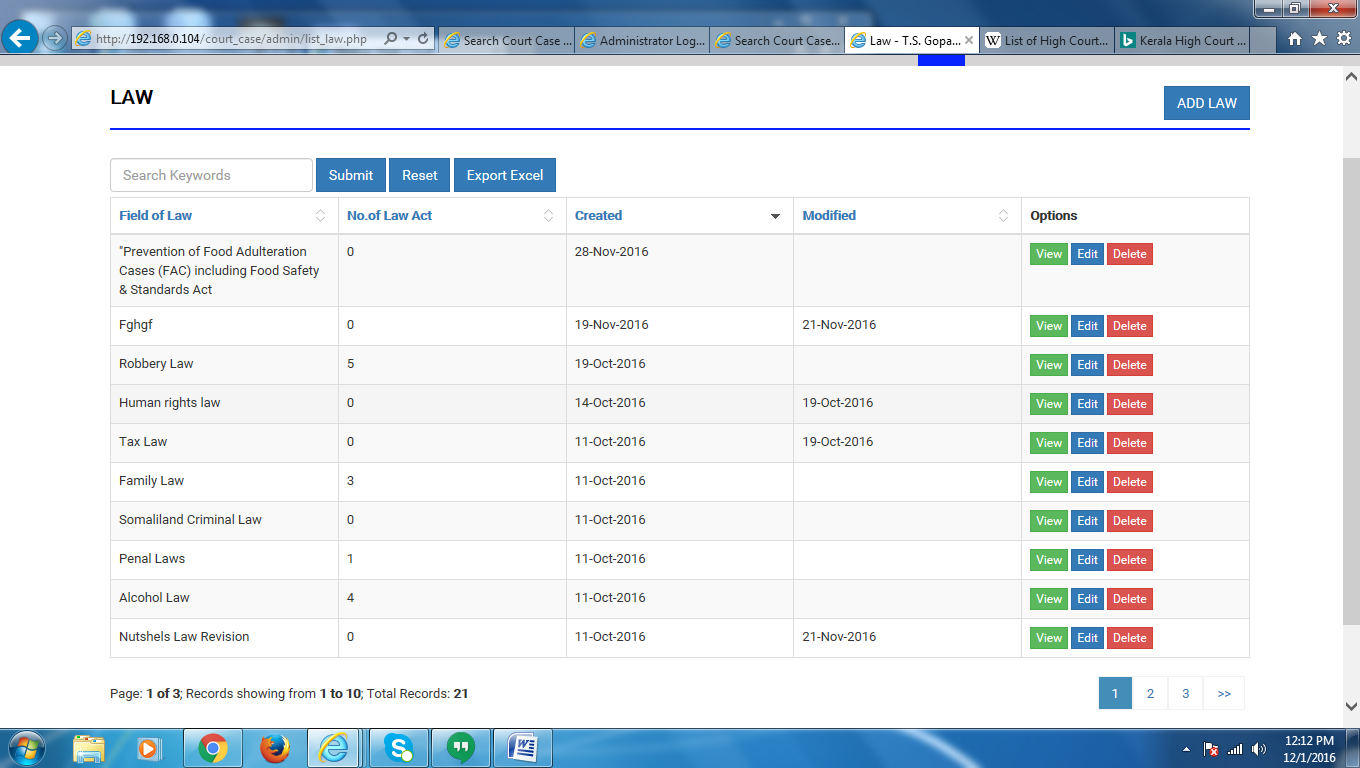 http://192.168.0.104/court_case/admin/list_law.php
Search Court Case ...
Administrator Log...
Search Court Case...
Law - T.S. Gopa...
List of High Court...
Kerala High Court ...
LAW
ADD LAW
Search Keywords Submit Reset Export Excel
Field of Law No.of Law Act Created Modified Options
"Prevention of Food Adulteration 0 28-Nov-2016 View Edit Delete
Cases (FAC) including Food Safety
& Standards Act
Fghgf 0 19-Nov-2016 21-Nov-2016 View Edit Delete
Robbery Law 5 19-Oct-2016 View Edit Delete
Human rights law 0 14-Oct-2016 19-Oct-2016 View Edit Delete
Tax Law 0 11-Oct-2016 19-Oct-2016 View Edit Delete
Family Law 3 11-Oct-2016 View Edit Delete
Somaliland Criminal Law 0 11-Oct-2016 View Edit Delete
Penal Laws 1 11-Oct-2016 View Edit Delete
Alcohol Law 4 11-Oct-2016 View Edit Delete
Nutshels Law Revision 0 11-Oct-2016 21-Nov-2016 View Edit Delete
Page: 1 of 3; Records showing from 1 to 10; Total Records: 21
1 2 3 >>
12:12 PM
12/1/2016